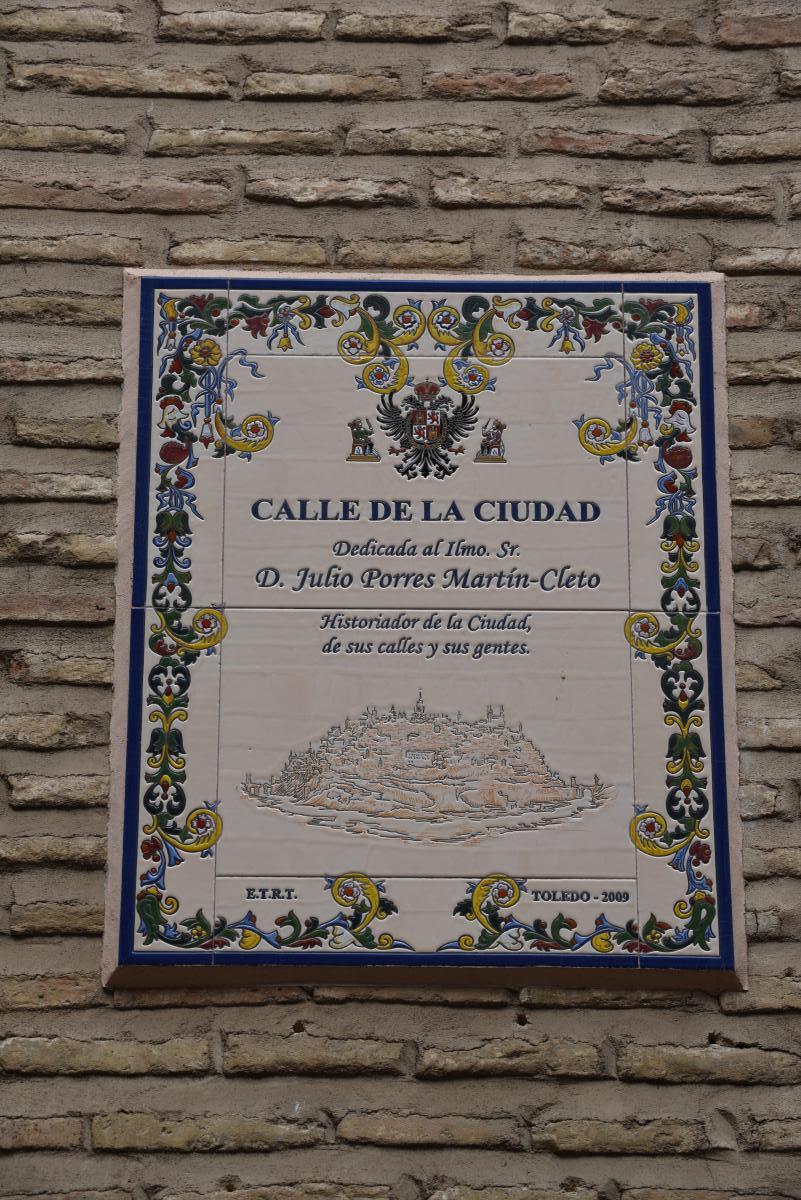 CALLE DE LA CIUDAD
Dedicada al Ilmo. Sr.
D. Julio Porres Martín-Cleto
Historiador de la Ciudad,
de sus calles y sus gentes.
E.T.R.T.
TOLEDO - 2009